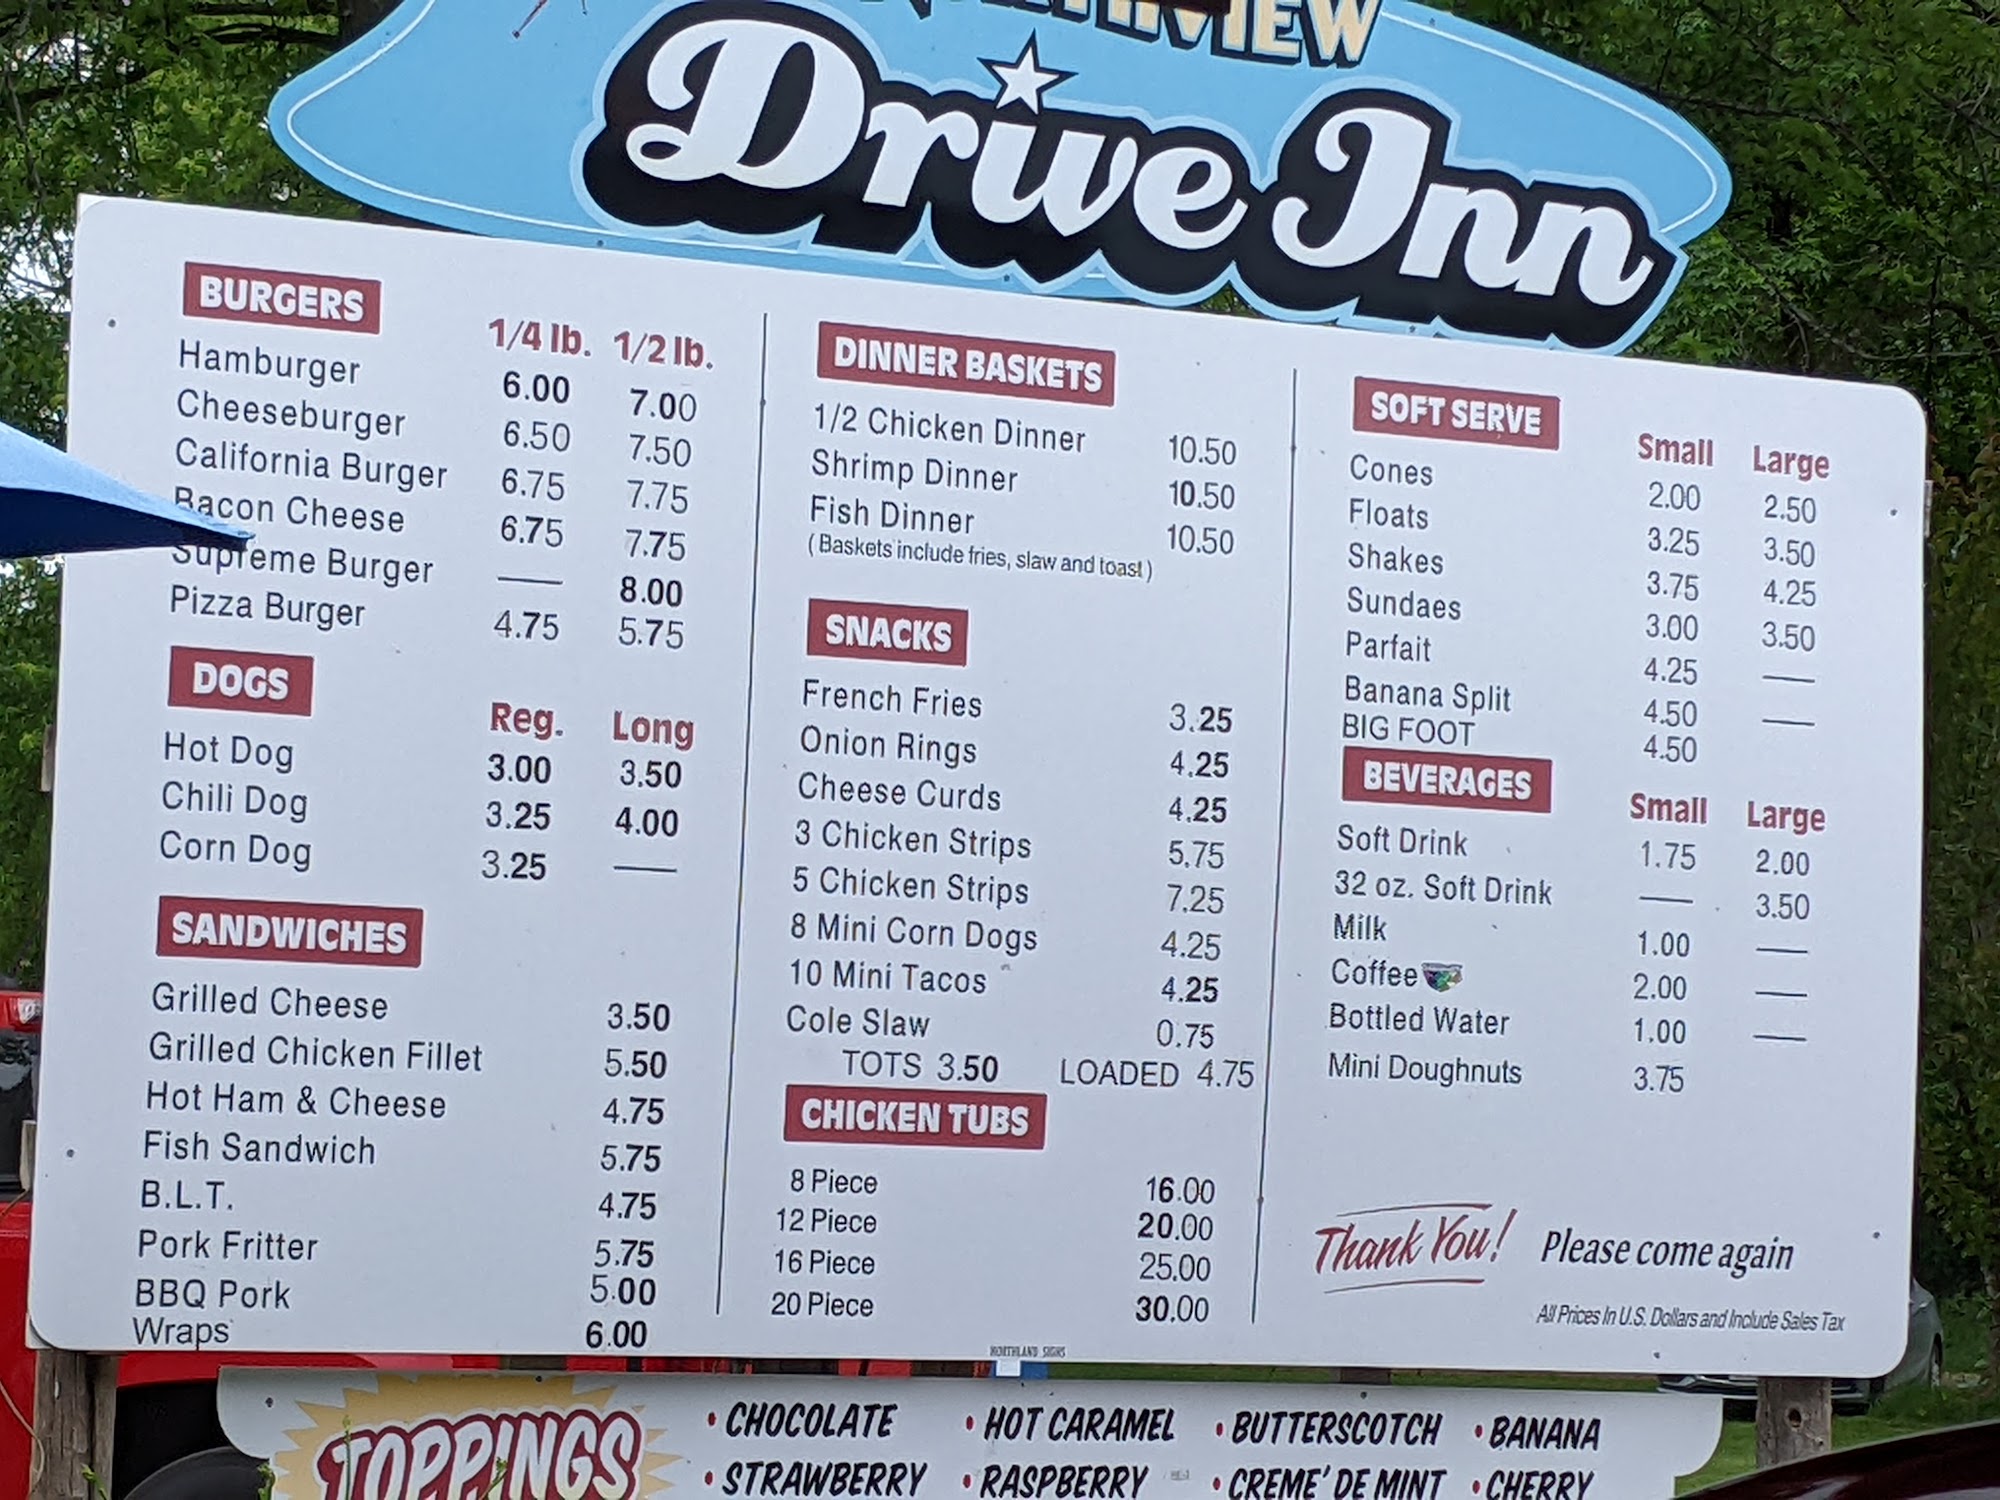 Drive Inn
BURGERS 1/4 lb. 1/2 lb.
Hamburger 6.00 7.00
Cheeseburger 6.50 7.50
California Burger 6.75 7.75
Bacon Cheese 6.75 7.75
Supreme Burger — 8.00
Pizza Burger 4.75 5.75
DOGS Reg. Long
Hot Dog 3.00 3.50
Chili Dog 3.25 4.00
Corn Dog 3.25 —
SANDWICHES
Grilled Cheese 3.50
Grilled Chicken Fillet 5.50
Hot Ham & Cheese 4.75
Fish Sandwich 5.75
B.L.T. 4.75
Pork Fritter 5.75
BBQ Pork 5.00
Wraps 6.00
DINNER BASKETS
1/2 Chicken Dinner 10.50
Shrimp Dinner 10.50
Fish Dinner 10.50
(Baskets include fries, slaw and toast)
SNACKS
French Fries 3.25
Onion Rings 4.25
Cheese Curds 4.25
3 Chicken Strips 5.75
5 Chicken Strips 7.25
8 Mini Corn Dogs 4.25
10 Mini Tacos 4.25
Cole Slaw 0.75
TOTS 3.50 LOADED 4.75
CHICKEN TUBS
8 Piece 16.00
12 Piece 20.00
16 Piece 25.00
20 Piece 30.00
SOFT SERVE Small Large
Cones 2.00 2.50
Floats 3.25 3.50
Shakes 3.75 4.25
Sundaes 3.00 3.50
Parfait 4.25 —
Banana Split 4.50 —
BIG FOOT 4.50
BEVERAGES Small Large
Soft Drink 1.75 2.00
32 oz. Soft Drink — 3.50
Milk 1.00 —
Coffee 2.00 —
Bottled Water 1.00 —
Mini Doughnuts 3.75
Thank You! Please come again
All Prices In U.S. Dollars and Include Sales Tax
NORTHLAND SIGNS
TOPPINGS
• CHOCOLATE • HOT CARAMEL • BUTTERSCOTCH • BANANA
• STRAWBERRY • RASPBERRY • CREME' DE MINT • CHERRY